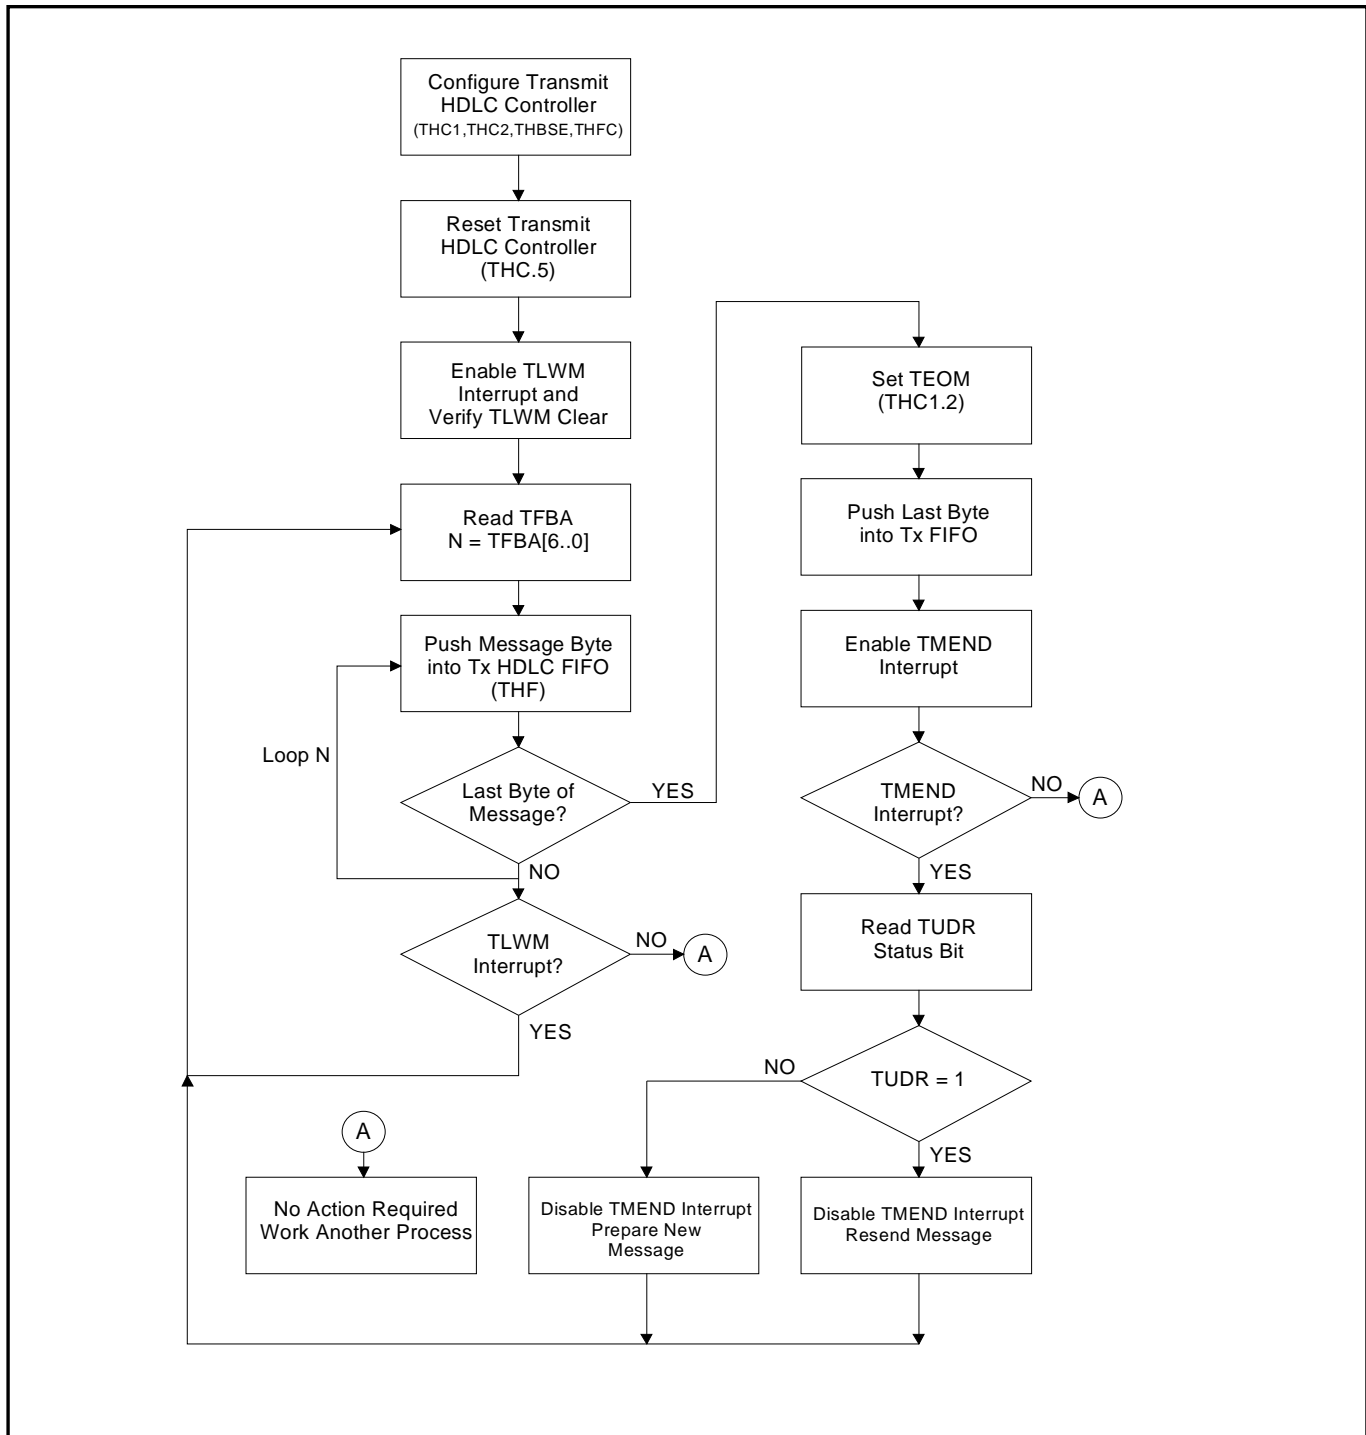 Configure Transmit
HDLC Controller
(THC1,THC2,THBSE,THFC)
Reset Transmit
HDLC Controller
(THC.5)
Enable TLWM
Interrupt and
Verify TLWM Clear
Read TFBA
N = TFBA[6..0]
Push Message Byte
into Tx HDLC FIFO
(THF)
Loop N
Last Byte of
Message?
YES
NO
TLWM
Interrupt?
NO
A
YES
A
No Action Required
Work Another Process
Set TEOM
(THC1.2)
Push Last Byte
into Tx FIFO
Enable TMEND
Interrupt
TMEND
Interrupt?
NO
A
YES
Read TUDR
Status Bit
TUDR = 1
NO
YES
Disable TMEND Interrupt
Prepare New
Message
Disable TMEND Interrupt
Resend Message